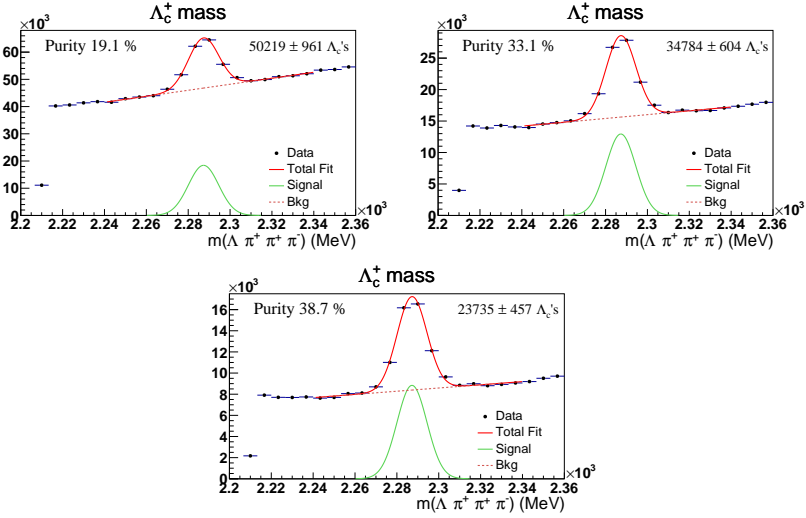 Λc+ mass
×10³
Purity 19.1 %
50219 ± 961 Λc's
60
50
40
30
20
10
0
Data
Total Fit
Signal
Bkg
2.2 2.22 2.24 2.26 2.28 2.3 2.32 2.34 2.36
×10³
m(Λ π+ π+ π-) (MeV)
Λc+ mass
×10³
Purity 33.1 %
34784 ± 604 Λc's
25
20
15
10
5
0
Data
Total Fit
Signal
Bkg
2.2 2.22 2.24 2.26 2.28 2.3 2.32 2.34 2.36
×10³
m(Λ π+ π+ π-) (MeV)
Λc+ mass
×10³
Purity 38.7 %
23735 ± 457 Λc's
16
14
12
10
8
6
4
2
0
Data
Total Fit
Signal
Bkg
2.2 2.22 2.24 2.26 2.28 2.3 2.32 2.34 2.36
×10³
m(Λ π+ π+ π-) (MeV)